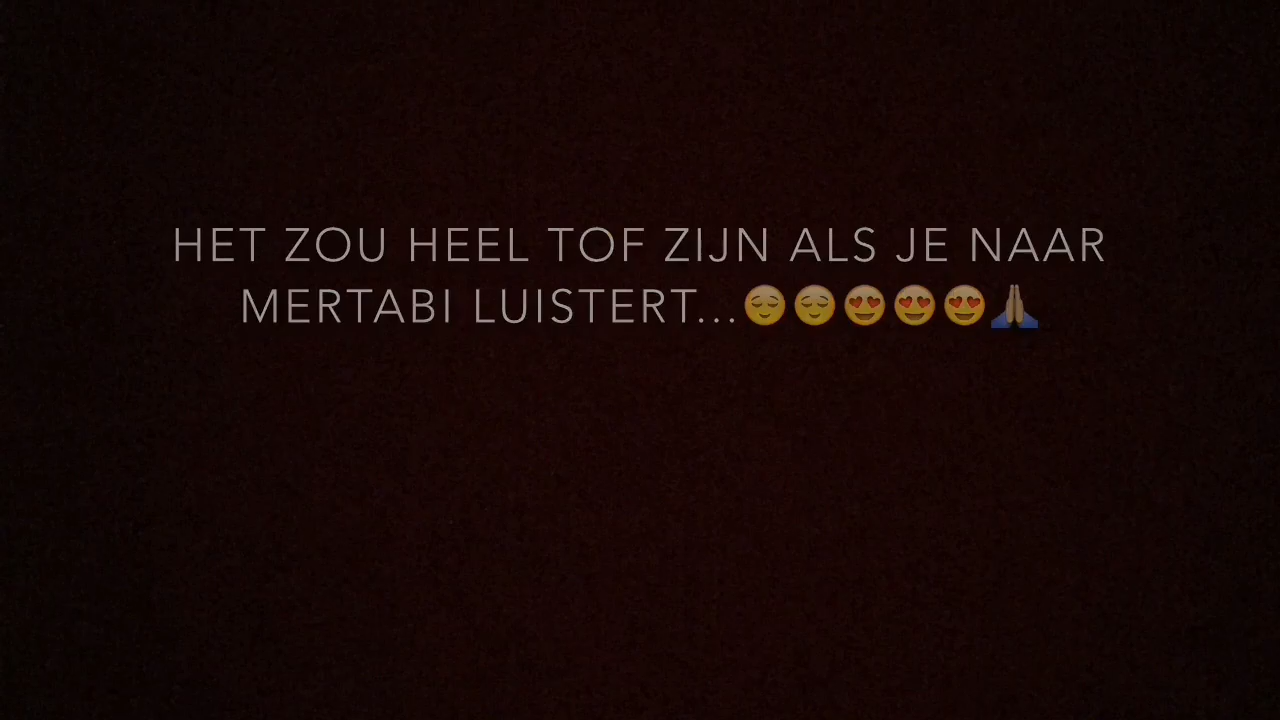 HET ZOU HEEL TOF ZIJN ALS JE NAAR
MERTABI LUISTERT...😌😌😍😍😍🙏🏼